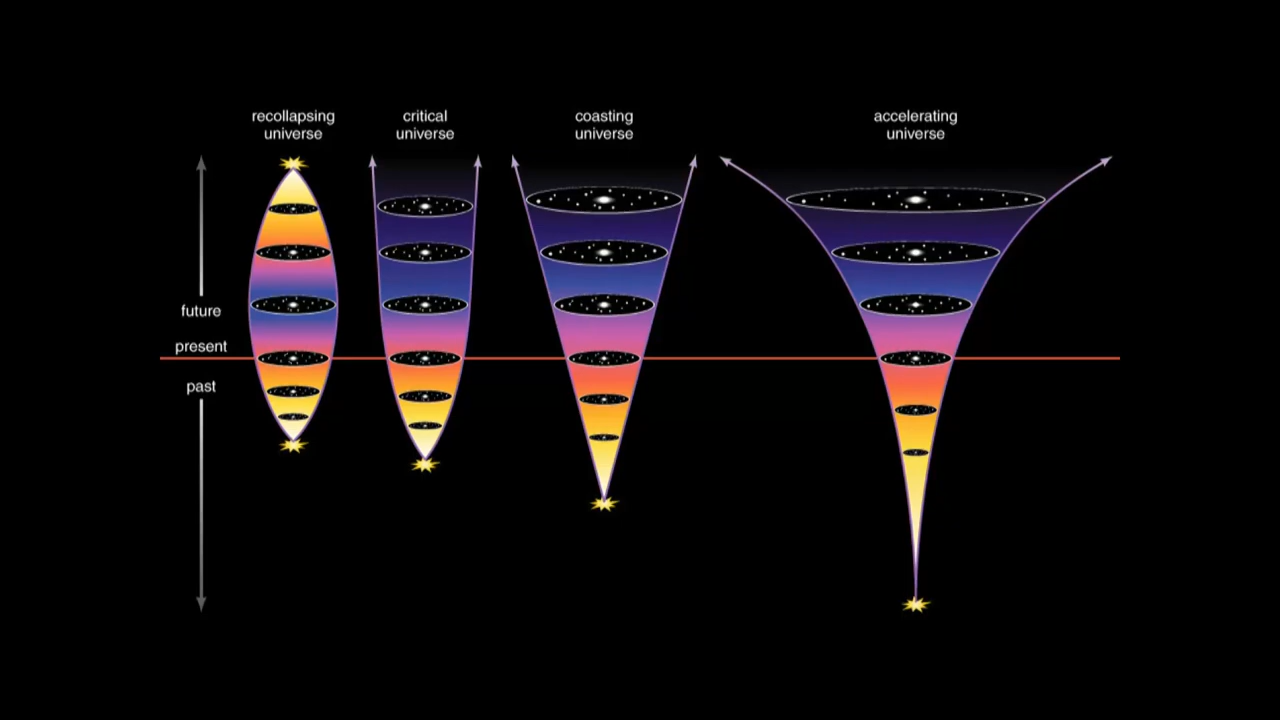 recollapsing
universe
critical
universe
coasting
universe
accelerating
universe
future
present
past